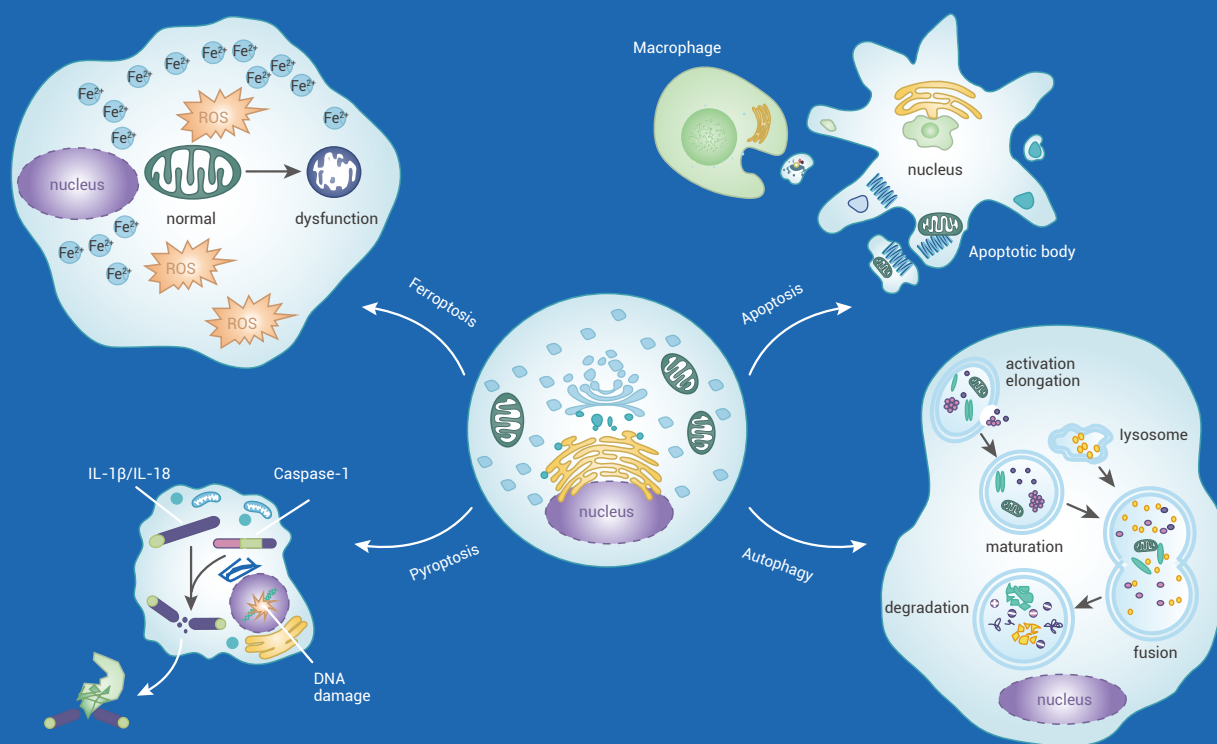 Fe²⁺
Fe²⁺
Fe²⁺
Fe²⁺
Fe²⁺
Fe²⁺
Fe²⁺
Fe²⁺
Fe²⁺
Fe²⁺
Fe²⁺
ROS
nucleus
normal
dysfunction
Fe²⁺
Fe²⁺
Fe²⁺
Fe²⁺
ROS
ROS
Macrophage
nucleus
Apoptotic body
Ferroptosis
Apoptosis
nucleus
Pyroptosis
Autophagy
IL-1β/IL-18
Caspase-1
DNA
damage
activation
elongation
lysosome
maturation
degradation
fusion
nucleus